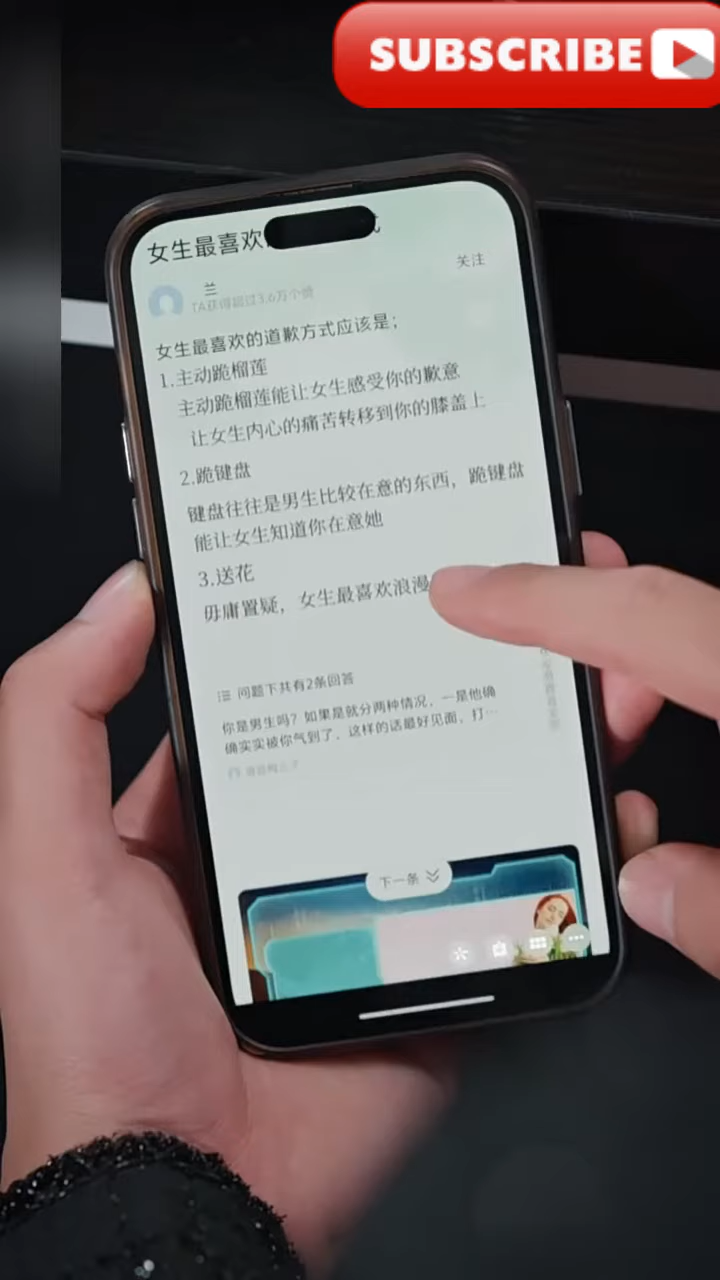 SUBSCRIBE
女生最喜欢
兰
关注
TA获得超过3.6万个赞
女生最喜欢的道歉方式应该是；
1.主动跪榴莲
主动跪榴莲能让女生感受你的歉意
让女生内心的痛苦转移到你的膝盖上
2.跪键盘
键盘往往是男生比较在意的东西，跪键盘
能让女生知道你在意她
3.送花
毋庸置疑，女生最喜欢浪漫
问题下共有2条回答
你是男生吗？如果是就分两种情况，一是他确
确实实被你气到了，这样的话最好见面，打…
下一条